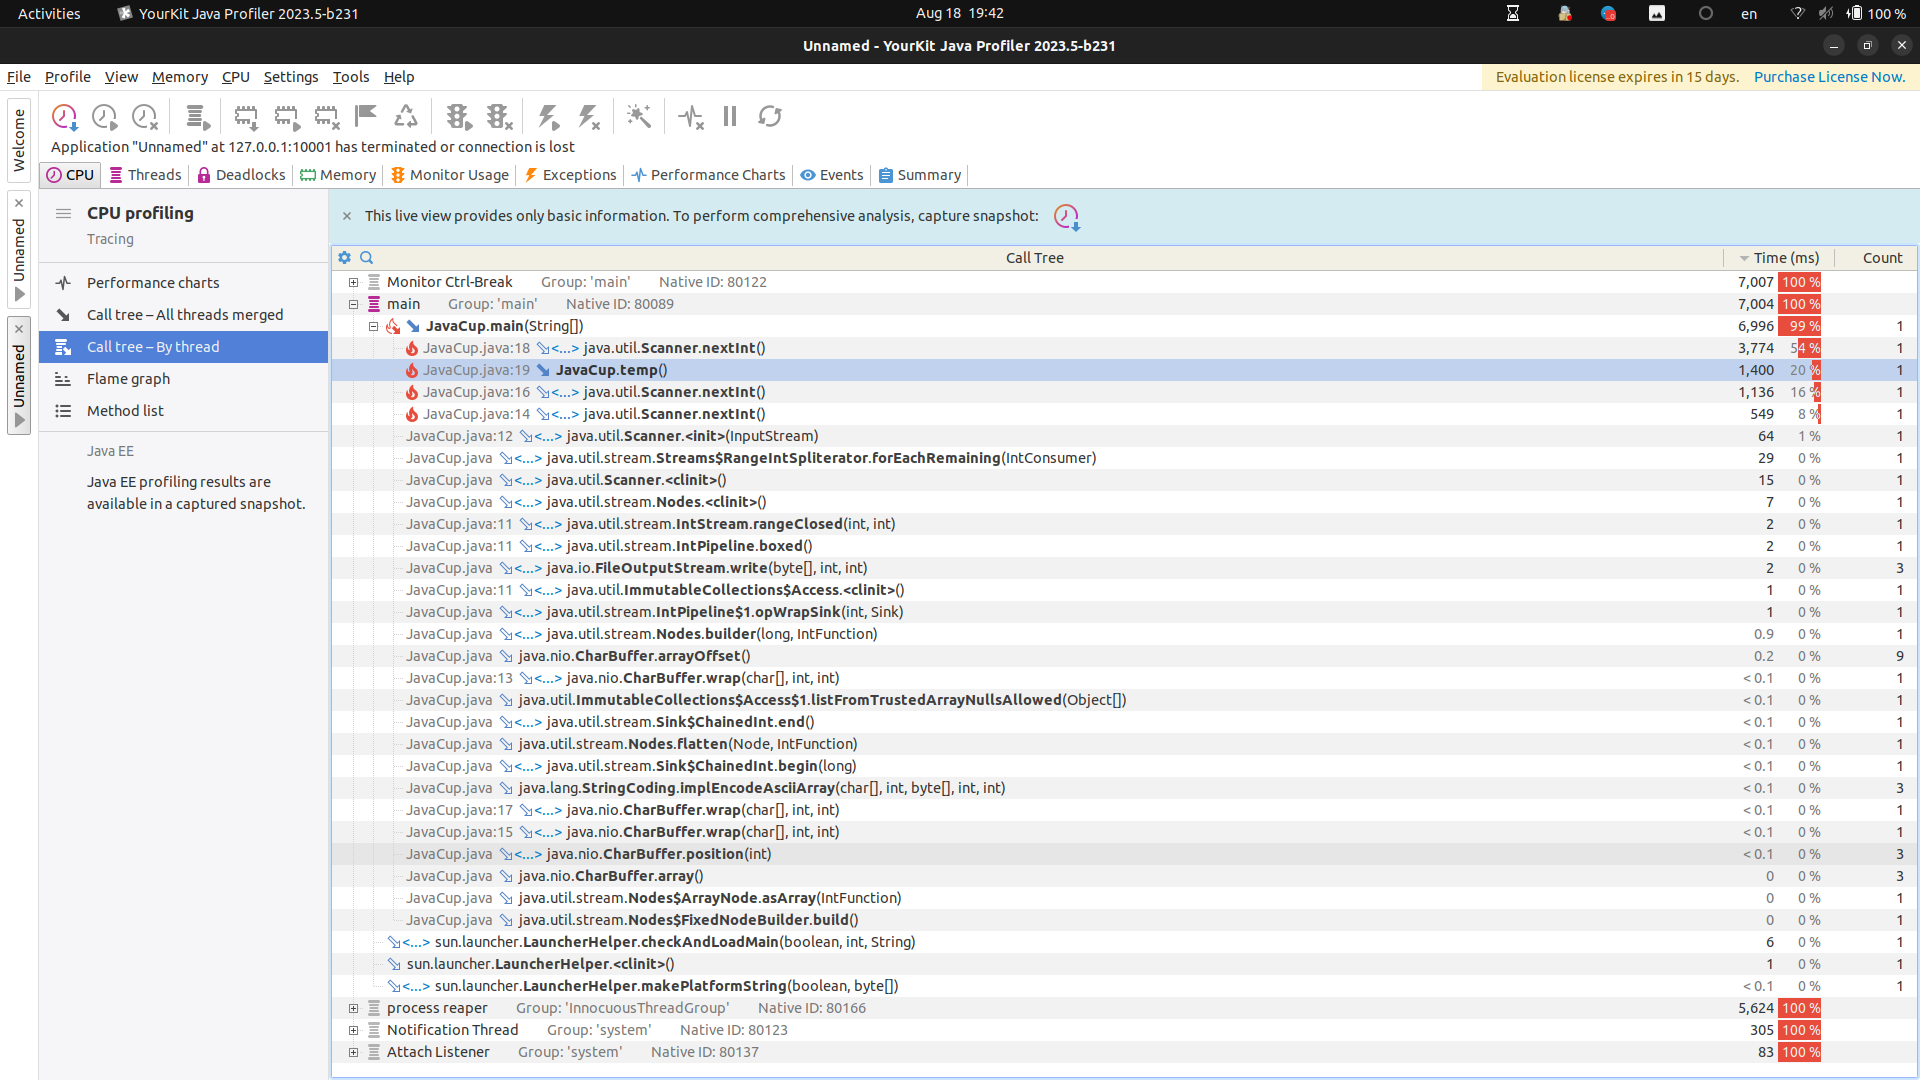 Activities YourKit Java Profiler 2023.5-b231 Aug 18 19:42 en 100 %
Unnamed - YourKit Java Profiler 2023.5-b231
File Profile View Memory CPU Settings Tools Help Evaluation license expires in 15 days. Purchase License Now.
Welcome
Unnamed
Unnamed
Application "Unnamed" at 127.0.0.1:10001 has terminated or connection is lost
CPU Threads Deadlocks Memory Monitor Usage Exceptions Performance Charts Events Summary
CPU profiling
Tracing
Performance charts
Call tree – All threads merged
Call tree – By thread
Flame graph
Method list
Java EE
Java EE profiling results are
available in a captured snapshot.
This live view provides only basic information. To perform comprehensive analysis, capture snapshot:
Call Tree Time (ms) Count
Monitor Ctrl-Break Group: 'main' Native ID: 80122 7,007 100 %
main Group: 'main' Native ID: 80089 7,004 100 %
JavaCup.main(String[]) 6,996 99 % 1
JavaCup.java:18 <...> java.util.Scanner.nextInt() 3,774 54 % 1
JavaCup.java:19 JavaCup.temp() 1,400 20 % 1
JavaCup.java:16 <...> java.util.Scanner.nextInt() 1,136 16 % 1
JavaCup.java:14 <...> java.util.Scanner.nextInt() 549 8 % 1
JavaCup.java:12 <...> java.util.Scanner.<init>(InputStream) 64 1 % 1
JavaCup.java <...> java.util.stream.Streams$RangeIntSpliterator.forEachRemaining(IntConsumer) 29 0 % 1
JavaCup.java <...> java.util.Scanner.<clinit>() 15 0 % 1
JavaCup.java <...> java.util.stream.Nodes.<clinit>() 7 0 % 1
JavaCup.java:11 <...> java.util.stream.IntStream.rangeClosed(int, int) 2 0 % 1
JavaCup.java:11 <...> java.util.stream.IntPipeline.boxed() 2 0 % 1
JavaCup.java <...> java.io.FileOutputStream.write(byte[], int, int) 2 0 % 3
JavaCup.java:11 <...> java.util.ImmutableCollections$Access.<clinit>() 1 0 % 1
JavaCup.java <...> java.util.stream.IntPipeline$1.opWrapSink(int, Sink) 1 0 % 1
JavaCup.java <...> java.util.stream.Nodes.builder(long, IntFunction) 0.9 0 % 1
JavaCup.java java.nio.CharBuffer.arrayOffset() 0.2 0 % 9
JavaCup.java:13 <...> java.nio.CharBuffer.wrap(char[], int, int) < 0.1 0 % 1
JavaCup.java java.util.ImmutableCollections$Access$1.listFromTrustedArrayNullsAllowed(Object[]) < 0.1 0 % 1
JavaCup.java <...> java.util.stream.Sink$ChainedInt.end() < 0.1 0 % 1
JavaCup.java java.util.stream.Nodes.flatten(Node, IntFunction) < 0.1 0 % 1
JavaCup.java <...> java.util.stream.Sink$ChainedInt.begin(long) < 0.1 0 % 1
JavaCup.java java.lang.StringCoding.implEncodeAsciiArray(char[], int, byte[], int, int) < 0.1 0 % 3
JavaCup.java:17 <...> java.nio.CharBuffer.wrap(char[], int, int) < 0.1 0 % 1
JavaCup.java:15 <...> java.nio.CharBuffer.wrap(char[], int, int) < 0.1 0 % 1
JavaCup.java <...> java.nio.CharBuffer.position(int) < 0.1 0 % 3
JavaCup.java java.nio.CharBuffer.array() 0 0 % 3
JavaCup.java java.util.stream.Nodes$ArrayNode.asArray(IntFunction) 0 0 % 1
JavaCup.java java.util.stream.Nodes$FixedNodeBuilder.build() 0 0 % 1
<...> sun.launcher.LauncherHelper.checkAndLoadMain(boolean, int, String) 6 0 % 1
sun.launcher.LauncherHelper.<clinit>() 1 0 % 1
<...> sun.launcher.LauncherHelper.makePlatformString(boolean, byte[]) < 0.1 0 % 1
process reaper Group: 'InnocuousThreadGroup' Native ID: 80166 5,624 100 %
Notification Thread Group: 'system' Native ID: 80123 305 100 %
Attach Listener Group: 'system' Native ID: 80137 83 100 %